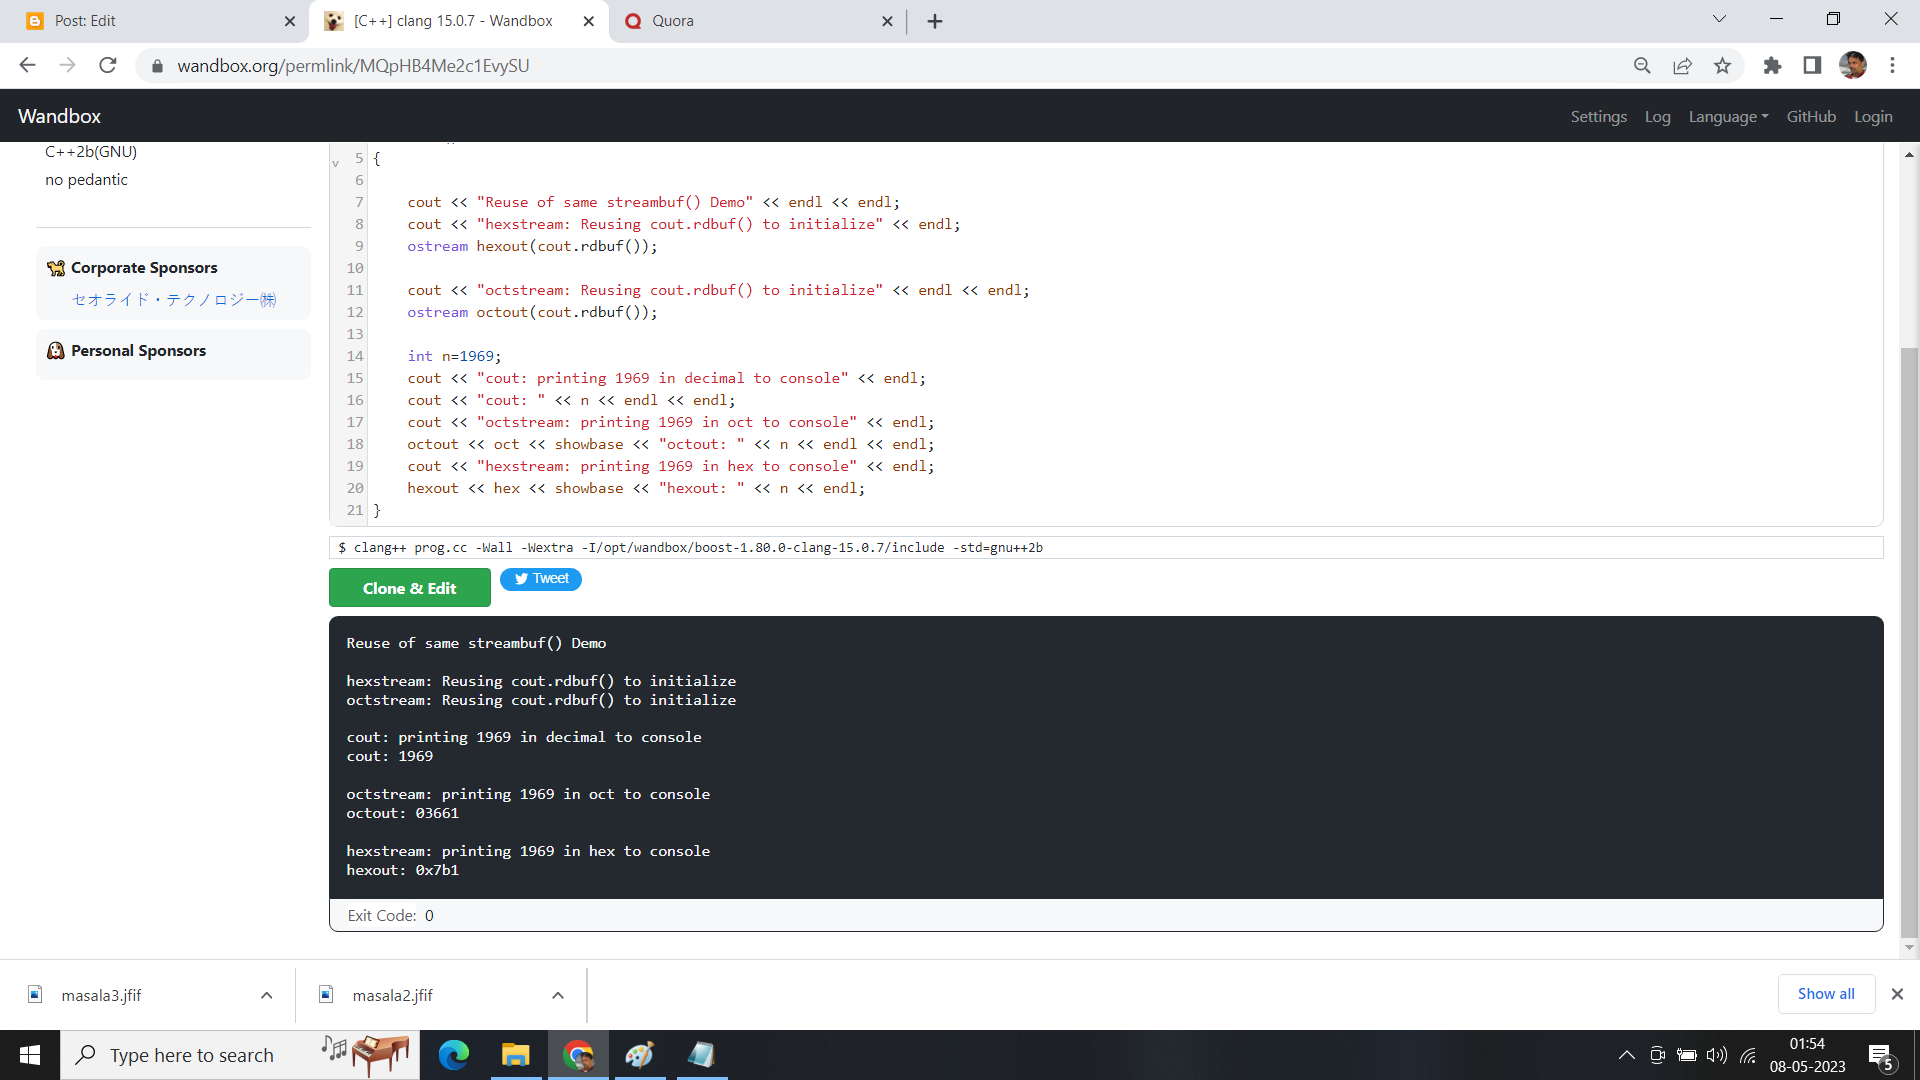 Post: Edit
[C++] clang 15.0.7 - Wandbox
Quora
wandbox.org/permlink/MQpHB4Me2c1EvySU
Wandbox
Settings
Log
Language
GitHub
Login
C++2b(GNU)
no pedantic
Corporate Sponsors
セオライド・テクノロジー㈱
Personal Sponsors
5 {
6
7 cout << "Reuse of same streambuf() Demo" << endl << endl;
8 cout << "hexstream: Reusing cout.rdbuf() to initialize" << endl;
9 ostream hexout(cout.rdbuf());
10
11 cout << "octstream: Reusing cout.rdbuf() to initialize" << endl << endl;
12 ostream octout(cout.rdbuf());
13
14 int n=1969;
15 cout << "cout: printing 1969 in decimal to console" << endl;
16 cout << "cout: " << n << endl << endl;
17 cout << "octstream: printing 1969 in oct to console" << endl;
18 octout << oct << showbase << "octout: " << n << endl << endl;
19 cout << "hexstream: printing 1969 in hex to console" << endl;
20 hexout << hex << showbase << "hexout: " << n << endl;
21 }
$ clang++ prog.cc -Wall -Wextra -I/opt/wandbox/boost-1.80.0-clang-15.0.7/include -std=gnu++2b
Clone & Edit
Tweet
Reuse of same streambuf() Demo
hexstream: Reusing cout.rdbuf() to initialize
octstream: Reusing cout.rdbuf() to initialize
cout: printing 1969 in decimal to console
cout: 1969
octstream: printing 1969 in oct to console
octout: 03661
hexstream: printing 1969 in hex to console
hexout: 0x7b1
Exit Code: 0
masala3.jfif
masala2.jfif
Show all
Type here to search
01:54
08-05-2023
5